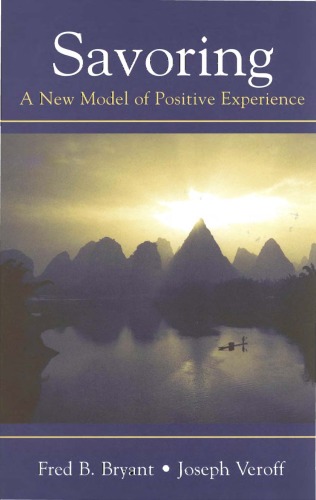 Savoring
A New Model of Positive Experience
Fred B. Bryant • Joseph Veroff